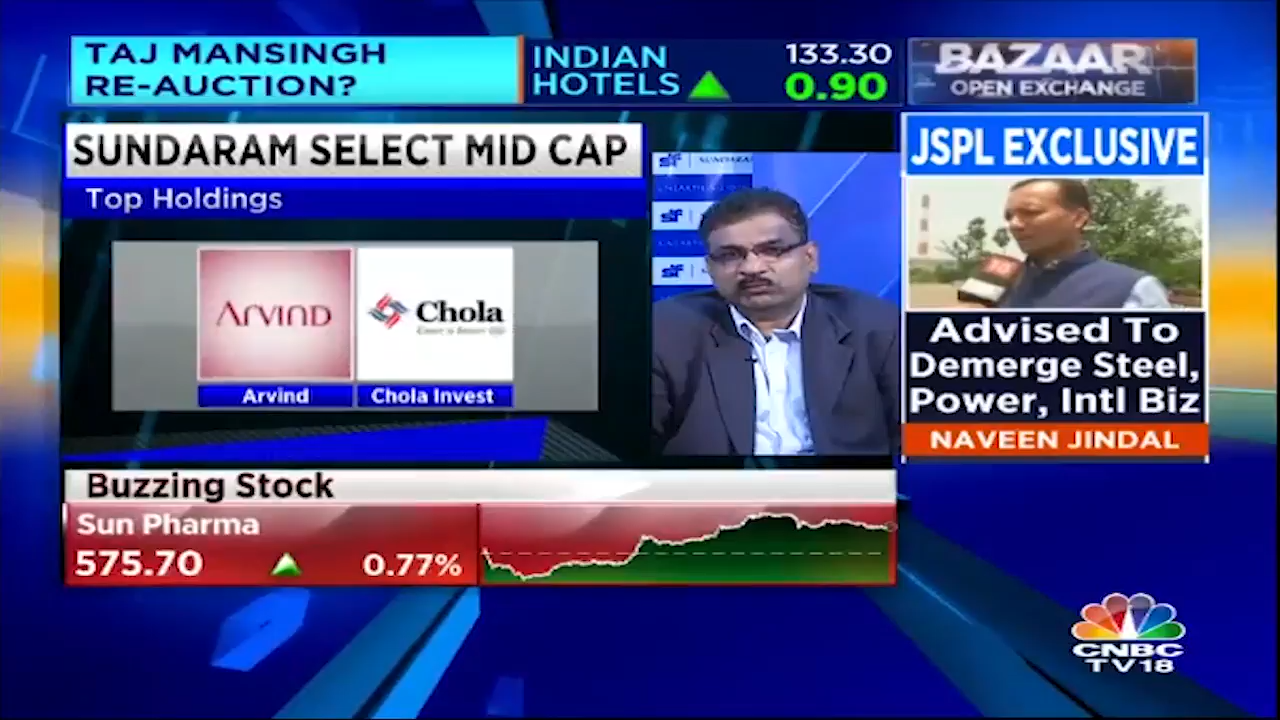 TAJ MANSINGH
RE-AUCTION?
INDIAN
HOTELS
133.30
0.90
BAZAAR
OPEN EXCHANGE
SUNDARAM SELECT MID CAP
Top Holdings
ARVIND
Chola
Arvind
Chola Invest
JSPL EXCLUSIVE
Advised To
Demerge Steel,
Power, Intl Biz
NAVEEN JINDAL
Buzzing Stock
Sun Pharma
575.70
0.77%
CNBC
TV18